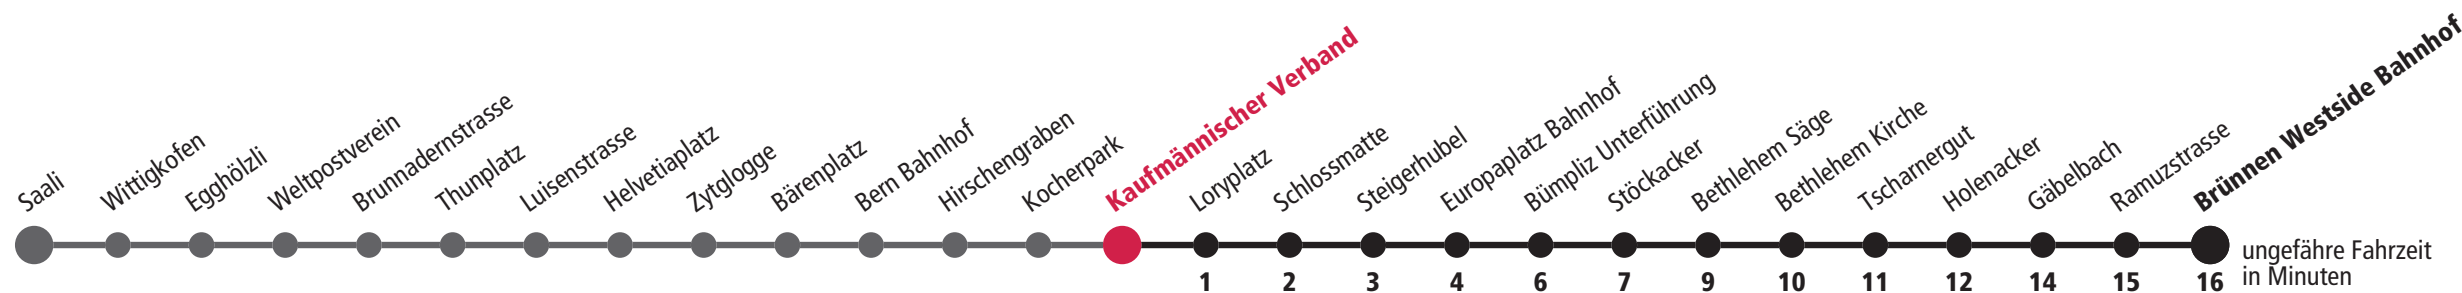 Saali
Wittigkofen
Egghölzli
Weltpostverein
Brunnadernstrasse
Thunplatz
Luisenstrasse
Helvetiaplatz
Zytglogge
Bärenplatz
Bern Bahnhof
Hirschengraben
Kocherpark
Kaufmännischer Verband
Loryplatz
Schlossmatte
Steigerhubel
Europaplatz Bahnhof
Bümpliz Unterführung
Stöckacker
Bethlehem Säge
Bethlehem Kirche
Tscharnergut
Holenacker
Gäbelbach
Ramuzstrasse
Brünnen Westside Bahnhof
1 2 3 4 6 7 9 10 11 12 14 15 16
ungefähre Fahrzeit
in Minuten